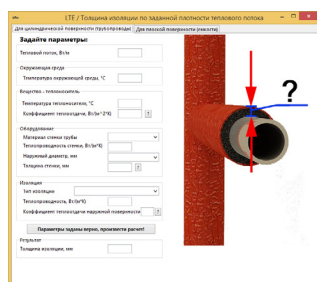 LTE / Толщина изоляции по заданной плотности теплового потока
Для цилиндрической поверхности (трубопроводы)
Для плоской поверхности (емкости)
Задайте параметры:
Тепловой поток, Вт/м
Окружающая среда
Температура окружающей среды, °С
Вещество - теплоноситель
Температура теплоносителя, °С
Коэффициент теплоотдачи, Вт/(м^2*К)
?
Оборудование
Материал стенки трубы
Теплопроводность стенки, Вт/(м*К)
Наружный диаметр, мм
Толщина стенки, мм
?
Изоляция
Тип изоляции
Теплопроводность, Вт/(м*К)
Коэффициент теплоотдачи наружной поверхности
?
Параметры заданы верно, произвести расчет!
Результат
Толщина изоляции, мм
?